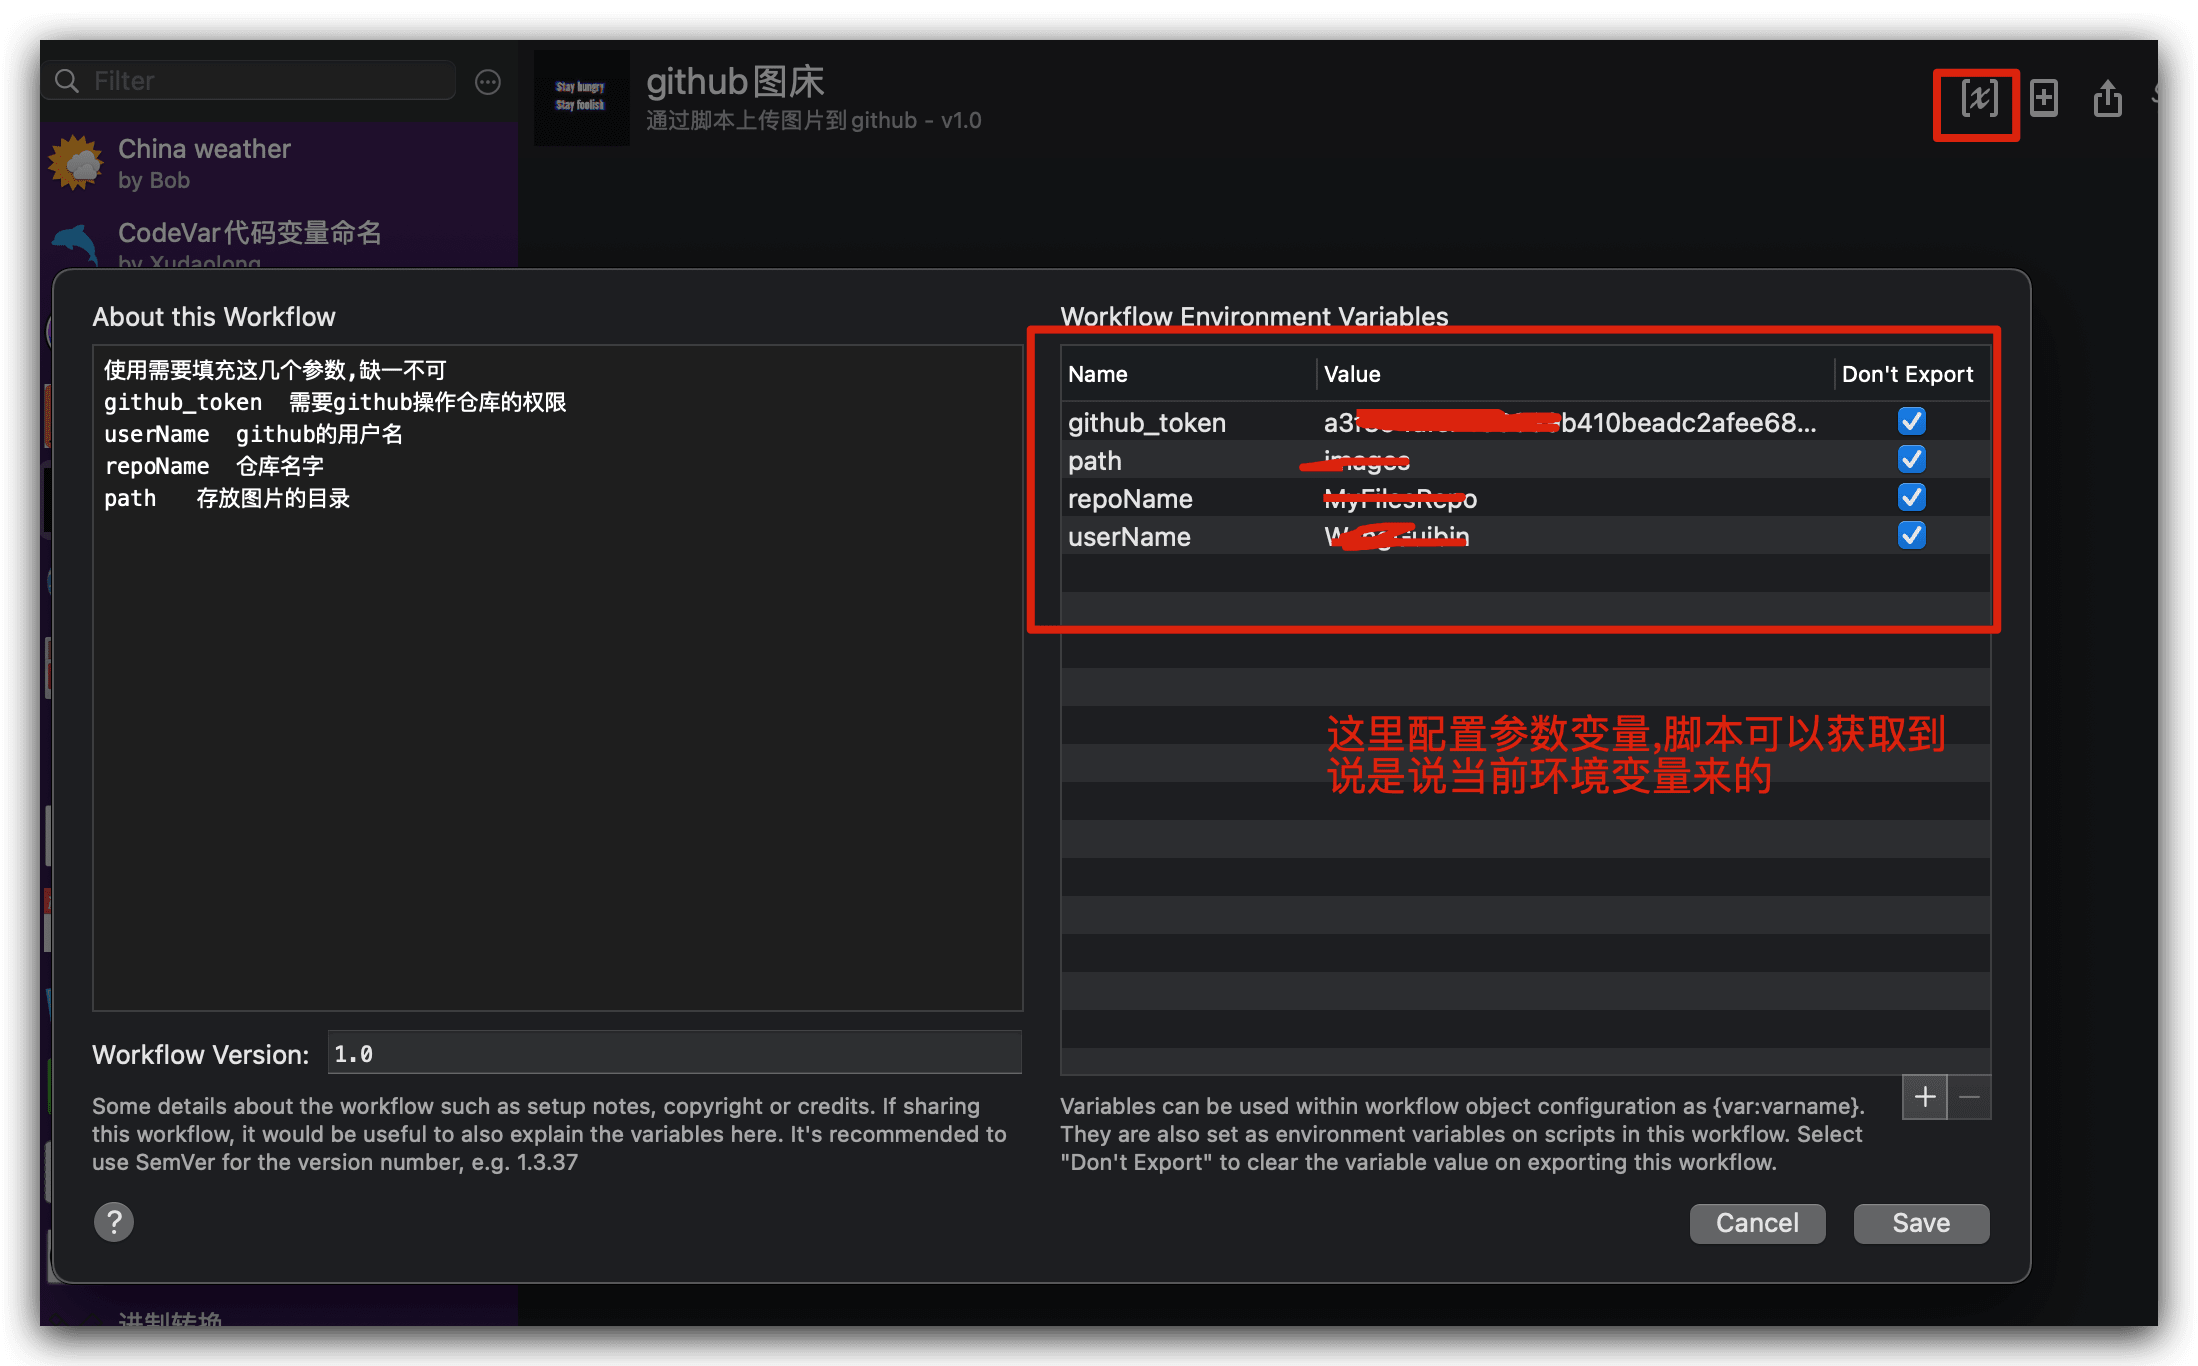 Filter
github图床
通过脚本上传图片到github - v1.0
Stay hungry
Stay foolish
China weather
by Bob
CodeVar代码变量命名
by Xudaolong
About this Workflow
使用需要填充这几个参数,缺一不可
github_token 需要github操作仓库的权限
userName github的用户名
repoName 仓库名字
path 存放图片的目录
Workflow Version: 1.0
Some details about the workflow such as setup notes, copyright or credits. If sharing
this workflow, it would be useful to also explain the variables here. It's recommended to
use SemVer for the version number, e.g. 1.3.37
?
Workflow Environment Variables
Name Value Don't Export
github_token
path images
repoName MyFilesRepo
userName
这里配置参数变量,脚本可以获取到
说是说当前环境变量来的
Variables can be used within workflow object configuration as {var:varname}.
They are also set as environment variables on scripts in this workflow. Select
"Don't Export" to clear the variable value on exporting this workflow.
Cancel Save
进制转换